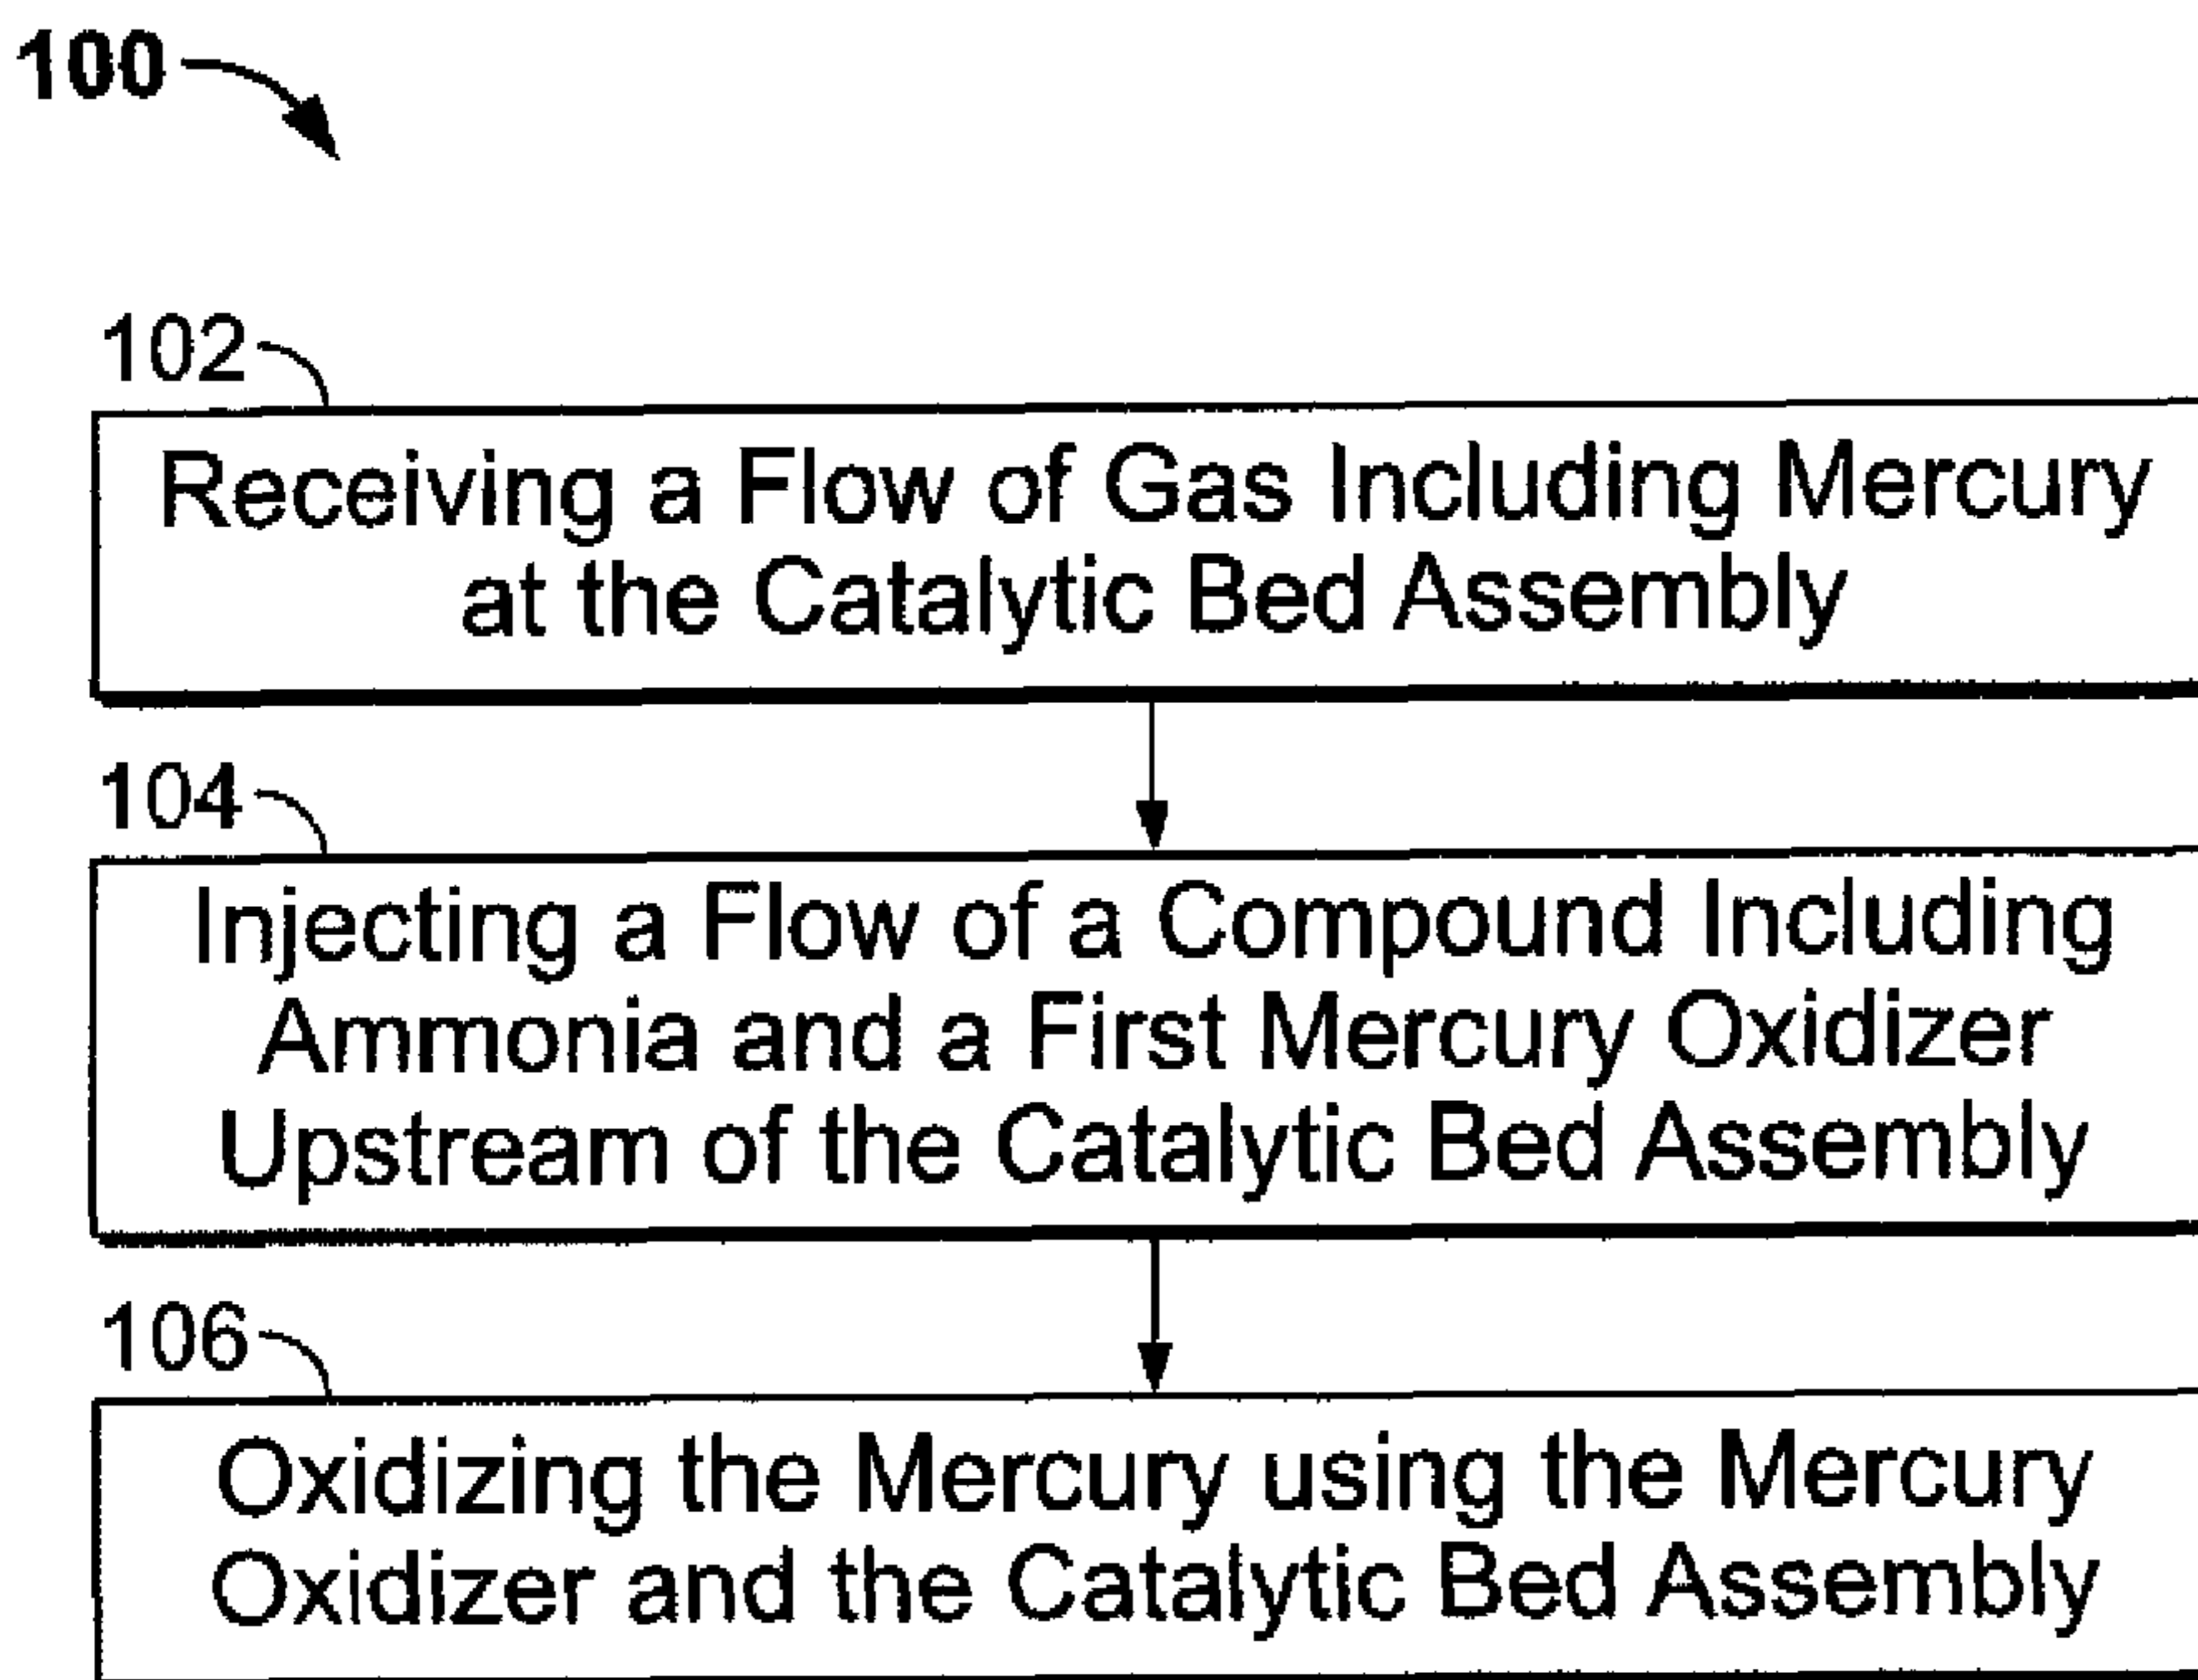 100
102
Receiving a Flow of Gas Including Mercury
at the Catalytic Bed Assembly
104
Injecting a Flow of a Compound Including
Ammonia and a First Mercury Oxidizer
Upstream of the Catalytic Bed Assembly
106
Oxidizing the Mercury using the Mercury
Oxidizer and the Catalytic Bed Assembly